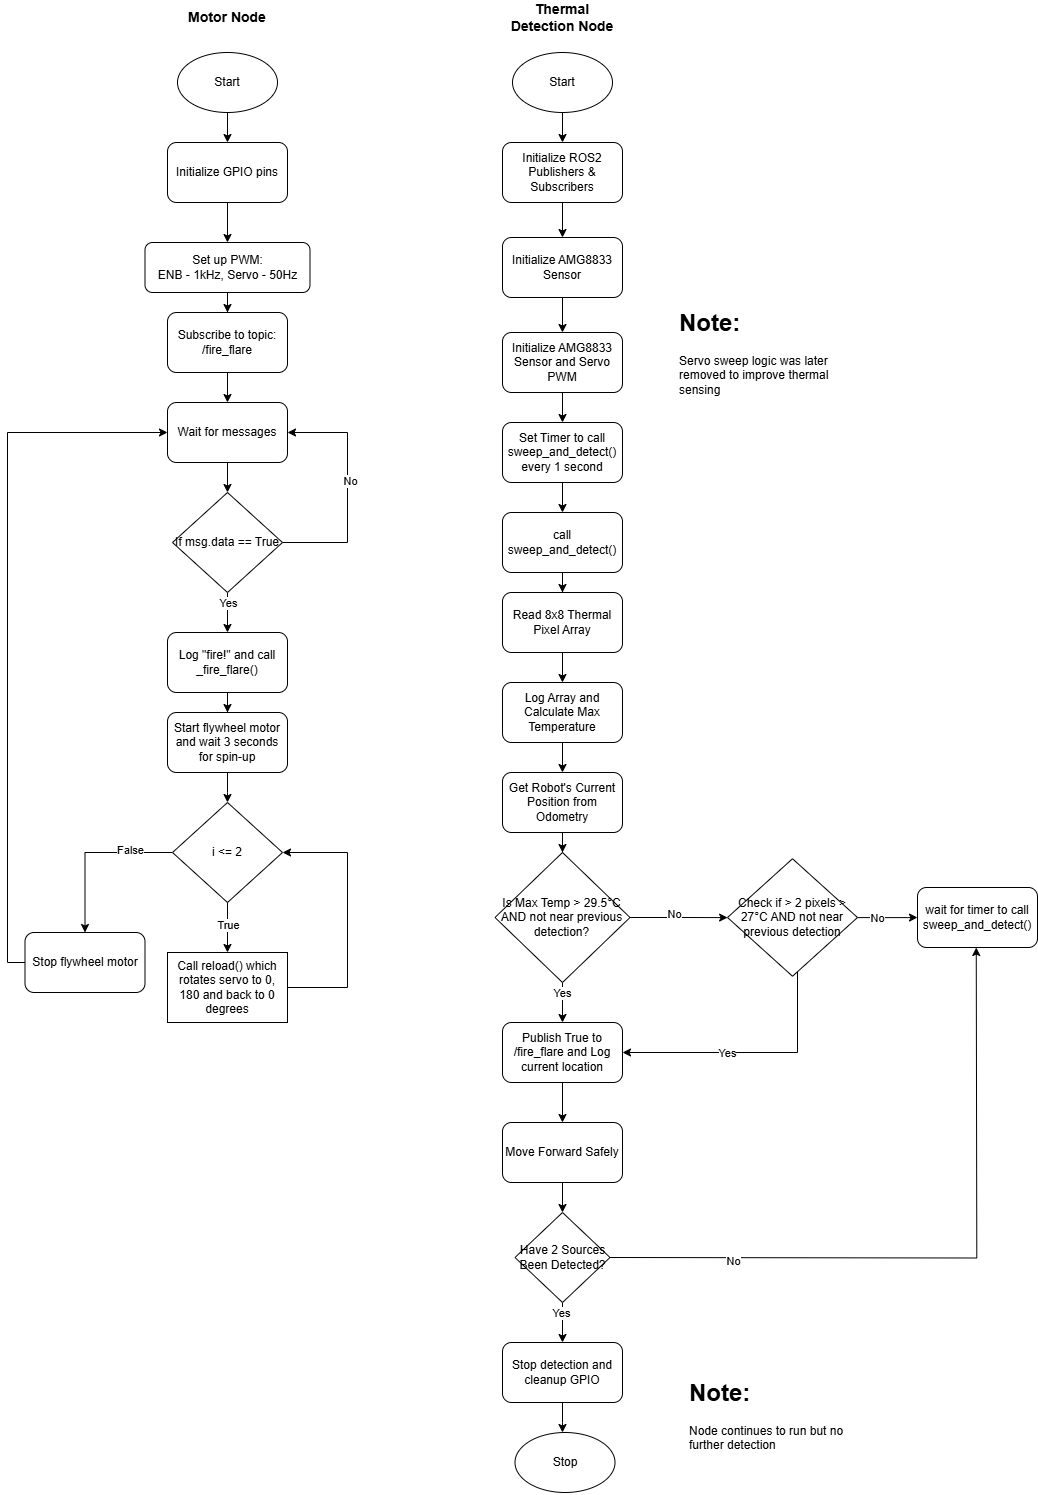 Motor Node
Start
Initialize GPIO pins
Set up PWM:
ENB - 1kHz, Servo - 50Hz
Subscribe to topic:
/fire_flare
Wait for messages
No
If msg.data == True
Yes
Log "fire!" and call
_fire_flare()
Start flywheel motor
and wait 3 seconds
for spin-up
i <= 2
False
True
Stop flywheel motor
Call reload() which
rotates servo to 0,
180 and back to 0
degrees
Thermal
Detection Node
Start
Initialize ROS2
Publishers &
Subscribers
Initialize AMG8833
Sensor
Initialize AMG8833
Sensor and Servo
PWM
Note:
Servo sweep logic was later
removed to improve thermal
sensing
Set Timer to call
sweep_and_detect()
every 1 second
call
sweep_and_detect()
Read 8x8 Thermal
Pixel Array
Log Array and
Calculate Max
Temperature
Get Robot's Current
Position from
Odometry
Is Max Temp > 29.5°C
AND not near previous
detection?
No
Check if > 2 pixels >
27°C AND not near
previous detection
No
wait for timer to call
sweep_and_detect()
Yes
Yes
Publish True to
/fire_flare and Log
current location
Move Forward Safely
Have 2 Sources
Been Detected?
No
Yes
Stop detection and
cleanup GPIO
Stop
Note:
Node continues to run but no
further detection